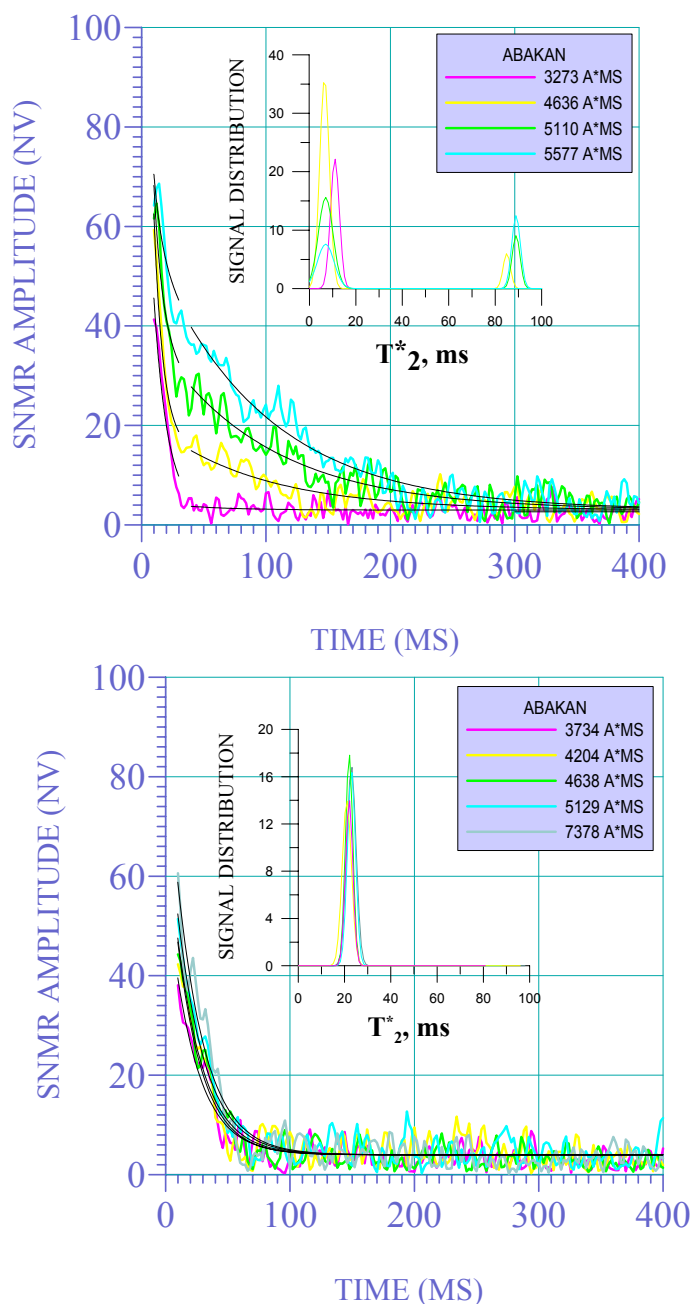 100
80
60
40
20
0
SNMR AMPLITUDE (NV)
0 100 200 300 400
TIME (MS)
40
30
20
10
0
SIGNAL DISTRIBUTION
0 20 40 60 80 100
T*2, ms
ABAKAN
3273 A*MS
4636 A*MS
5110 A*MS
5577 A*MS
100
80
60
40
20
0
SNMR AMPLITUDE (NV)
0 100 200 300 400
TIME (MS)
20
16
12
8
4
0
SIGNAL DISTRIBUTION
0 20 40 60 80 100
T*2, ms
ABAKAN
3734 A*MS
4204 A*MS
4638 A*MS
5129 A*MS
7378 A*MS